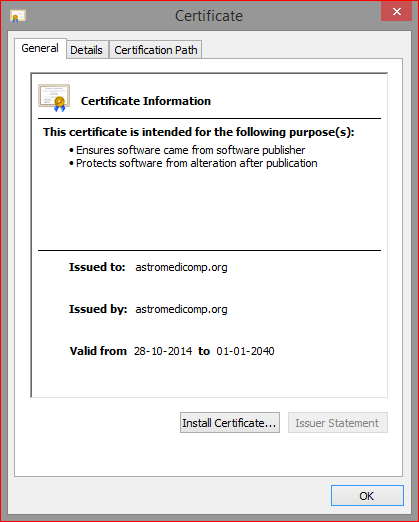 Certificate
General Details Certification Path
Certificate Information
This certificate is intended for the following purpose(s):
• Ensures software came from software publisher
• Protects software from alteration after publication
Issued to: astromedicomp.org
Issued by: astromedicomp.org
Valid from 28-10-2014 to 01-01-2040
Install Certificate... Issuer Statement
OK